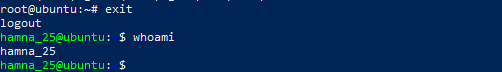 root@ubuntu:~# exit
logout
hamna_25@ubuntu: $ whoami
hamna_25
hamna_25@ubuntu: $